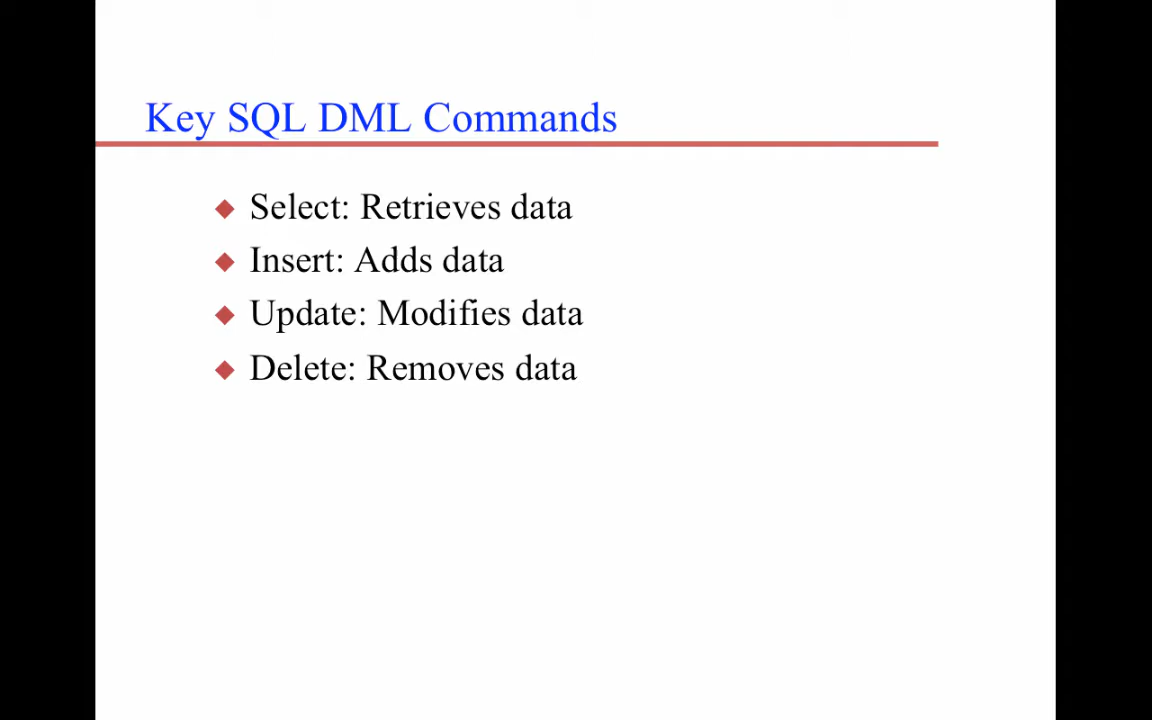 Key SQL DML Commands
Select: Retrieves data
Insert: Adds data
Update: Modifies data
Delete: Removes data